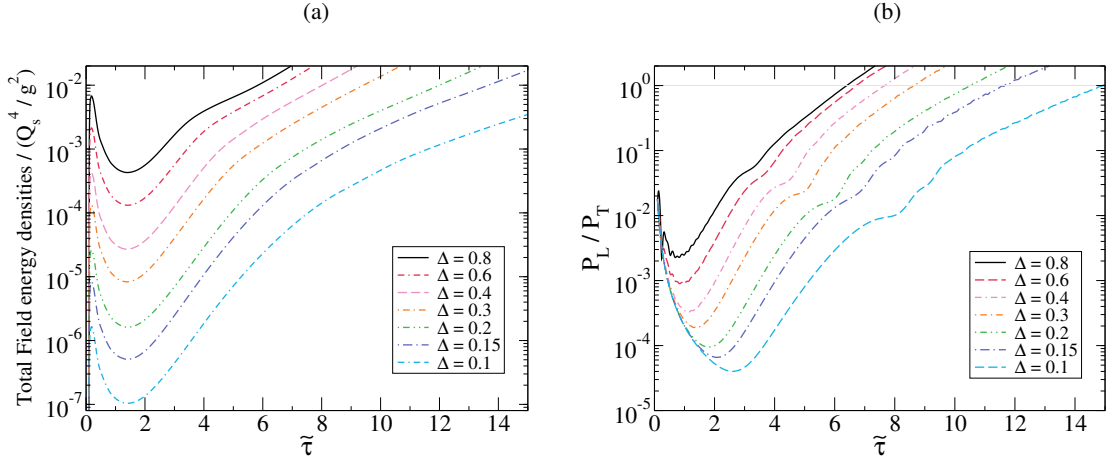 (a)
Total Field energy densities / (Q_s^4 / g^2)
10^-2
10^-3
10^-4
10^-5
10^-6
10^-7
0 2 4 6 8 10 12 14
τ̃
Δ = 0.8
Δ = 0.6
Δ = 0.4
Δ = 0.3
Δ = 0.2
Δ = 0.15
Δ = 0.1
(b)
P_L / P_T
10^0
10^-1
10^-2
10^-3
10^-4
10^-5
0 2 4 6 8 10 12 14
τ̃
Δ = 0.8
Δ = 0.6
Δ = 0.4
Δ = 0.3
Δ = 0.2
Δ = 0.15
Δ = 0.1